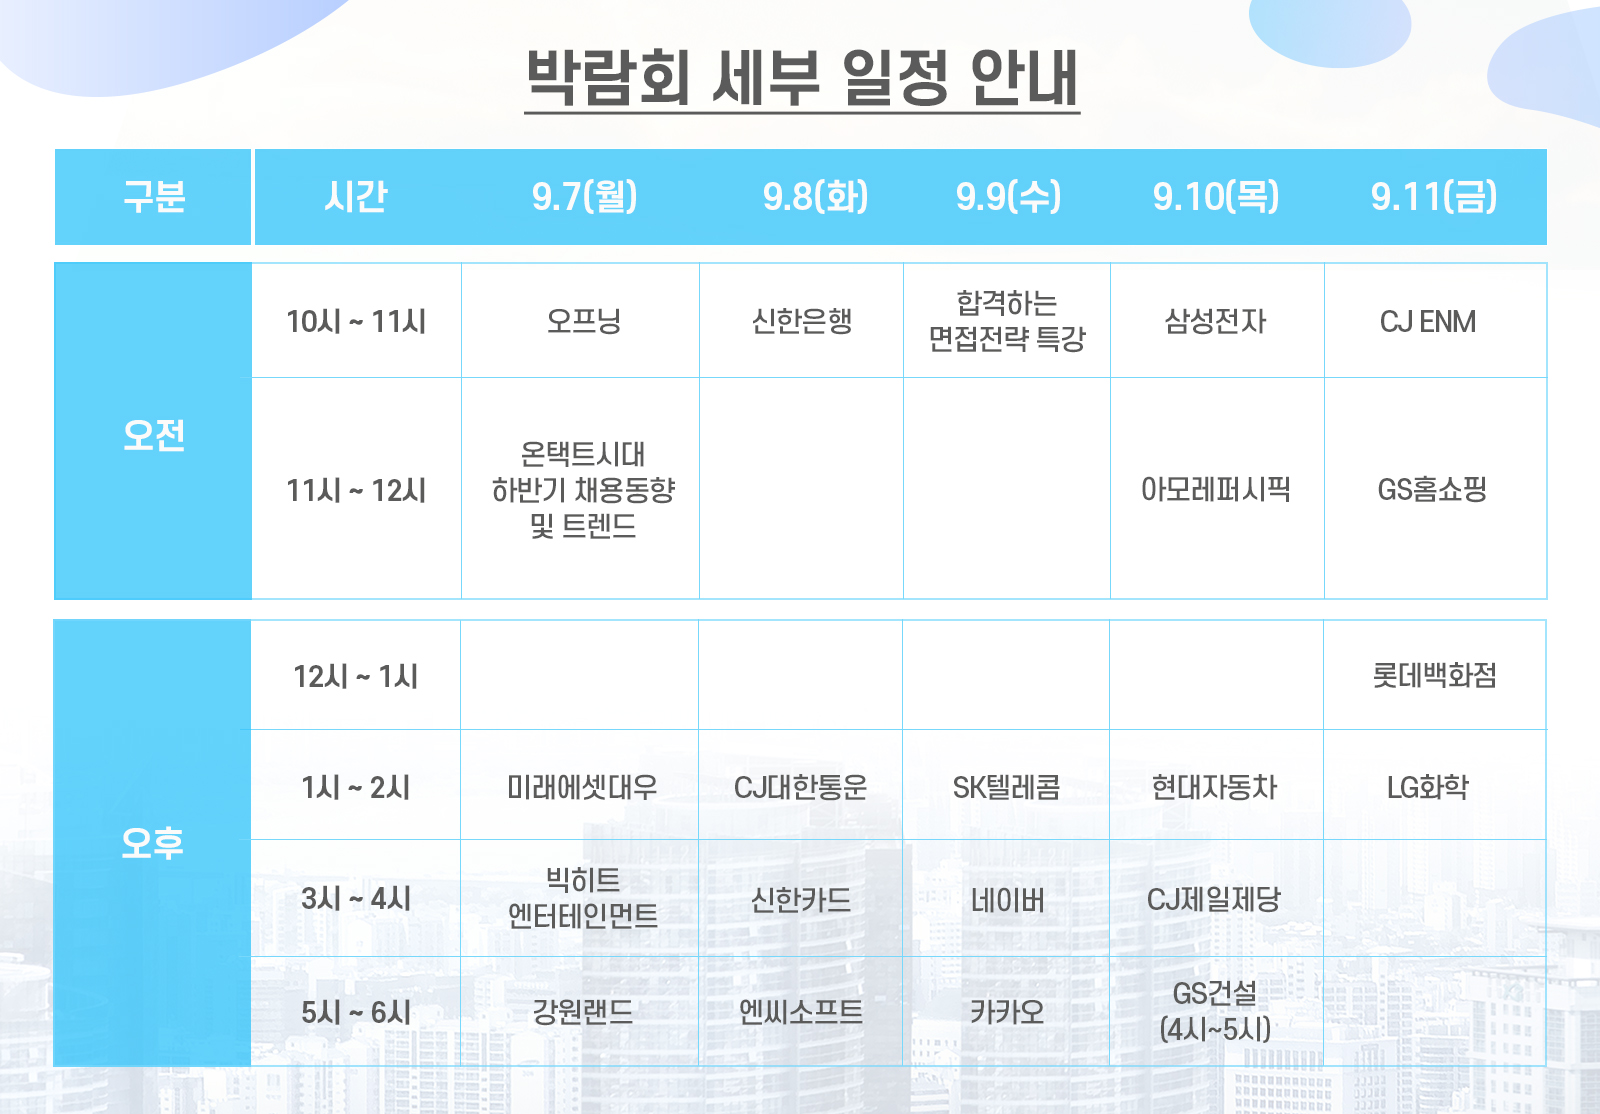 박람회 세부 일정 안내
구분 시간 9.7(월) 9.8(화) 9.9(수) 9.10(목) 9.11(금)
오전
10시 ~ 11시 오프닝 신한은행 합격하는 삼성전자 CJ ENM
면접전략 특강
11시 ~ 12시 온택트시대 아모레퍼시픽 GS홈쇼핑
하반기 채용동향
및 트렌드
오후
12시 ~ 1시 롯데백화점
1시 ~ 2시 미래에셋대우 CJ대한통운 SK텔레콤 현대자동차 LG화학
3시 ~ 4시 빅히트 신한카드 네이버 CJ제일제당
엔터테인먼트
5시 ~ 6시 강원랜드 엔씨소프트 카카오 GS건설
(4시~5시)